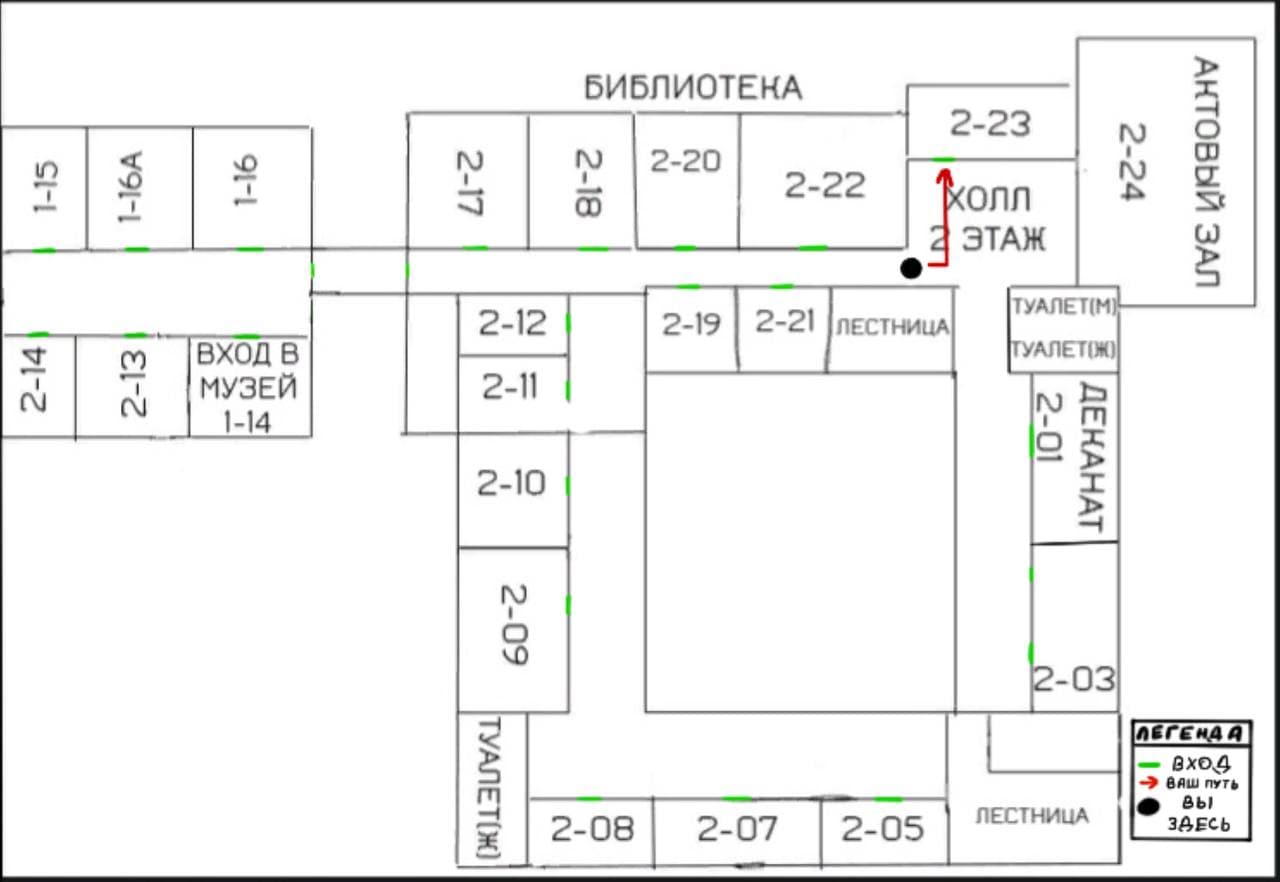 БИБЛИОТЕКА
АКТОВЫЙ ЗАЛ
2-24
2-23
1-15
1-16А
1-16
2-17
2-18
2-20
2-22
ХОЛЛ
2 ЭТАЖ
2-14
2-13
ВХОД В
МУЗЕЙ
1-14
2-12
2-11
2-19
2-21
ЛЕСТНИЦА
ТУАЛЕТ(М)
ТУАЛЕТ(Ж)
ДЕКАНАТ
2-01
2-10
2-09
2-03
ТУАЛЕТ(Ж)
2-08
2-07
2-05
ЛЕСТНИЦА
ЛЕГЕНДА
ВХОД
ВАШ ПУТЬ
ВЫ
ЗДЕСЬ